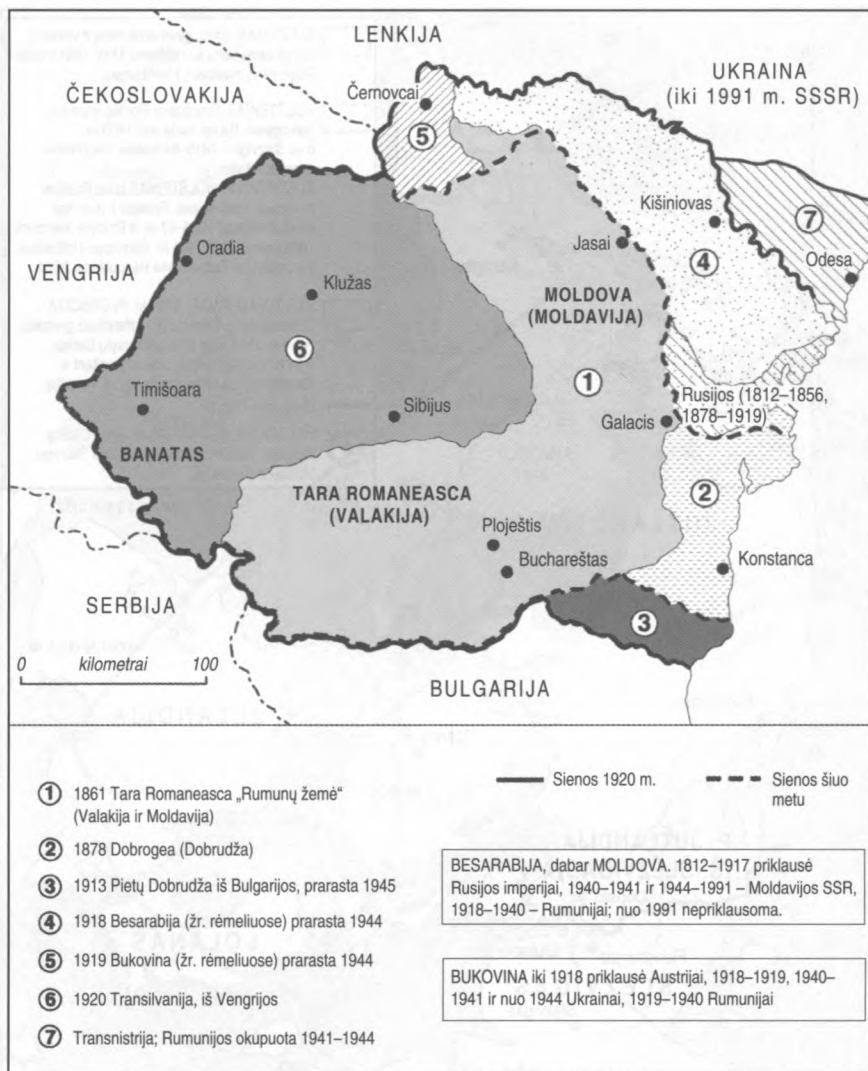 LENKIJA
ČEKOSLOVAKIJA
UKRAINA
(iki 1991 m. SSSR)
Černovcai
5
Kišiniovas
7
Oradia
Jasai
Odesa
VENGRIJA
Klužas
4
MOLDOVA
(MOLDAVIJA)
6
1
Rusijos (1812–1856,
1878–1919)
Timišoara
Sibijus
Galacis
BANATAS
2
TARA ROMANEASCA
(VALAKIJA)
Ploještis
Buchareštas
Konstanca
SERBIJA
3
0 kilometrai 100
BULGARIJA
1 1861 Tara Romaneasca „Rumunų žemė“
(Valakija ir Moldavija)
2 1878 Dobrogea (Dobrudža)
3 1913 Pietų Dobrudža iš Bulgarijos, prarasta 1945
4 1918 Besarabija (žr. rėmeliuose) prarasta 1944
5 1919 Bukovina (žr. rėmeliuose) prarasta 1944
6 1920 Transilvanija, iš Vengrijos
7 Transnistrija; Rumunijos okupuota 1941–1944
Sienos 1920 m.
Sienos šiuo
metu
BESARABIJA, dabar MOLDOVA. 1812–1917 priklausė
Rusijos imperijai, 1940–1941 ir 1944–1991 – Moldavijos SSR,
1918–1940 – Rumunijai; nuo 1991 nepriklausoma.
BUKOVINA iki 1918 priklausė Austrijai, 1918–1919, 1940–
1941 ir nuo 1944 Ukrainai, 1919–1940 Rumunijai